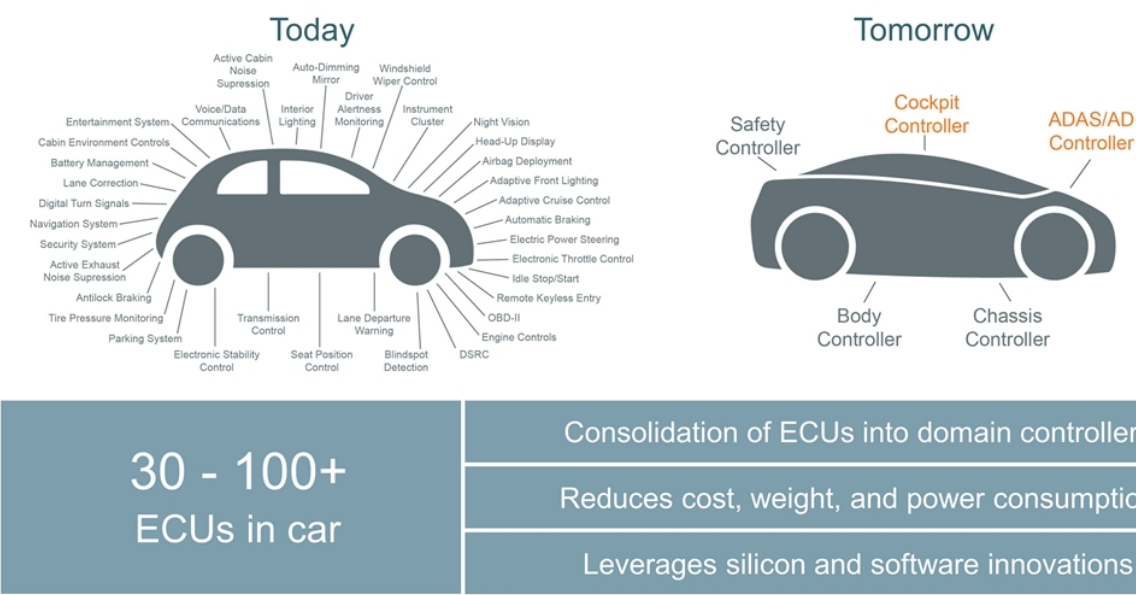 Today
Tomorrow
Active Cabin
Noise
Supression
Auto-Dimming
Mirror
Windshield
Wiper Control
Voice/Data
Communications
Interior
Lighting
Driver
Alertness
Monitoring
Instrument
Cluster
Entertainment System
Cabin Environment Controls
Battery Management
Lane Correction
Digital Turn Signals
Navigation System
Security System
Active Exhaust
Noise Supression
Antilock Braking
Tire Pressure Monitoring
Parking System
Electronic Stability
Control
Transmission
Control
Seat Position
Control
Lane Departure
Warning
Blindspot
Detection
DSRC
Engine Controls
OBD-II
Remote Keyless Entry
Idle Stop/Start
Electronic Throttle Control
Electric Power Steering
Automatic Braking
Adaptive Cruise Control
Adaptive Front Lighting
Airbag Deployment
Head-Up Display
Night Vision
Safety
Controller
Cockpit
Controller
ADAS/AD
Controller
Body
Controller
Chassis
Controller
30 - 100+
ECUs in car
Consolidation of ECUs into domain controller
Reduces cost, weight, and power consumptio
Leverages silicon and software innovations